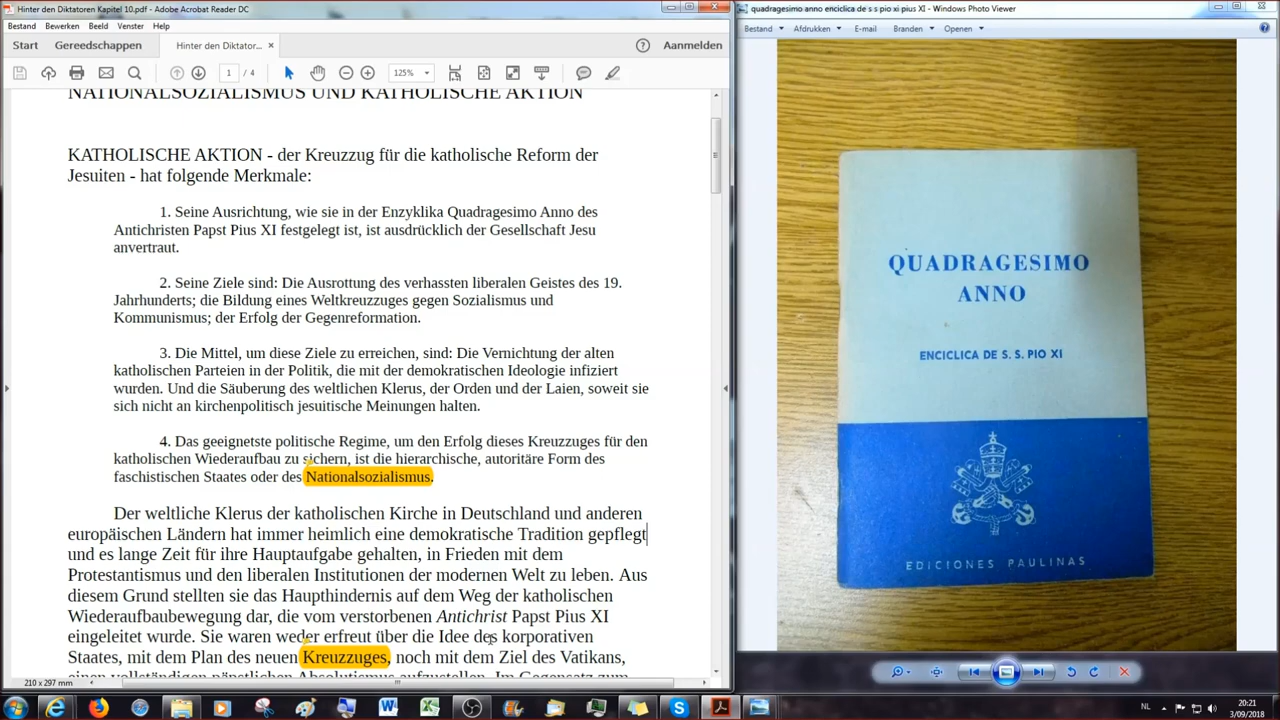 Hinter den Diktatoren Kapitel 10.pdf - Adobe Acrobat Reader DC
Bestand Bewerken Beeld Venster Help
Start Gereedschappen Hinter den Diktator... × Aanmelden
1 / 4 125%
NATIONALSOZIALISMUS UND KATHOLISCHE AKTION
KATHOLISCHE AKTION - der Kreuzzug für die katholische Reform der
Jesuiten - hat folgende Merkmale:
1. Seine Ausrichtung, wie sie in der Enzyklika Quadragesimo Anno des
Antichristen Papst Pius XI festgelegt ist, ist ausdrücklich der Gesellschaft Jesu
anvertraut.
2. Seine Ziele sind: Die Ausrottung des verhassten liberalen Geistes des 19.
Jahrhunderts; die Bildung eines Weltkreuzzuges gegen Sozialismus und
Kommunismus; der Erfolg der Gegenreformation.
3. Die Mittel, um diese Ziele zu erreichen, sind: Die Vernichtung der alten
katholischen Parteien in der Politik, die mit der demokratischen Ideologie infiziert
wurden. Und die Säuberung des weltlichen Klerus, der Orden und der Laien, soweit sie
sich nicht an kirchenpolitisch jesuitische Meinungen halten.
4. Das geeignetste politische Regime, um den Erfolg dieses Kreuzzuges für den
katholischen Wiederaufbau zu sichern, ist die hierarchische, autoritäre Form des
faschistischen Staates oder des Nationalsozialismus.
Der weltliche Klerus der katholischen Kirche in Deutschland und anderen
europäischen Ländern hat immer heimlich eine demokratische Tradition gepflegt
und es lange Zeit für ihre Hauptaufgabe gehalten, in Frieden mit dem
Protestantismus und den liberalen Institutionen der modernen Welt zu leben. Aus
diesem Grund stellten sie das Haupthindernis auf dem Weg der katholischen
Wiederaufbaubewegung dar, die vom verstorbenen Antichrist Papst Pius XI
eingeleitet wurde. Sie waren weder erfreut über die Idee des korporativen
Staates, mit dem Plan des neuen Kreuzzuges, noch mit dem Ziel des Vatikans,
einen vollständigen päpstlichen Absolutismus aufzustellen. Im Gegensatz zum
210 x 297 mm
quadragesimo anno enciclica de s s pio xi pius XI - Windows Photo Viewer
Bestand Afdrukken E-mail Branden Openen
QUADRAGESIMO
ANNO
ENCICLICA DE S. S. PIO XI
EDICIONES PAULINAS
NL 20:21
3/09/2018